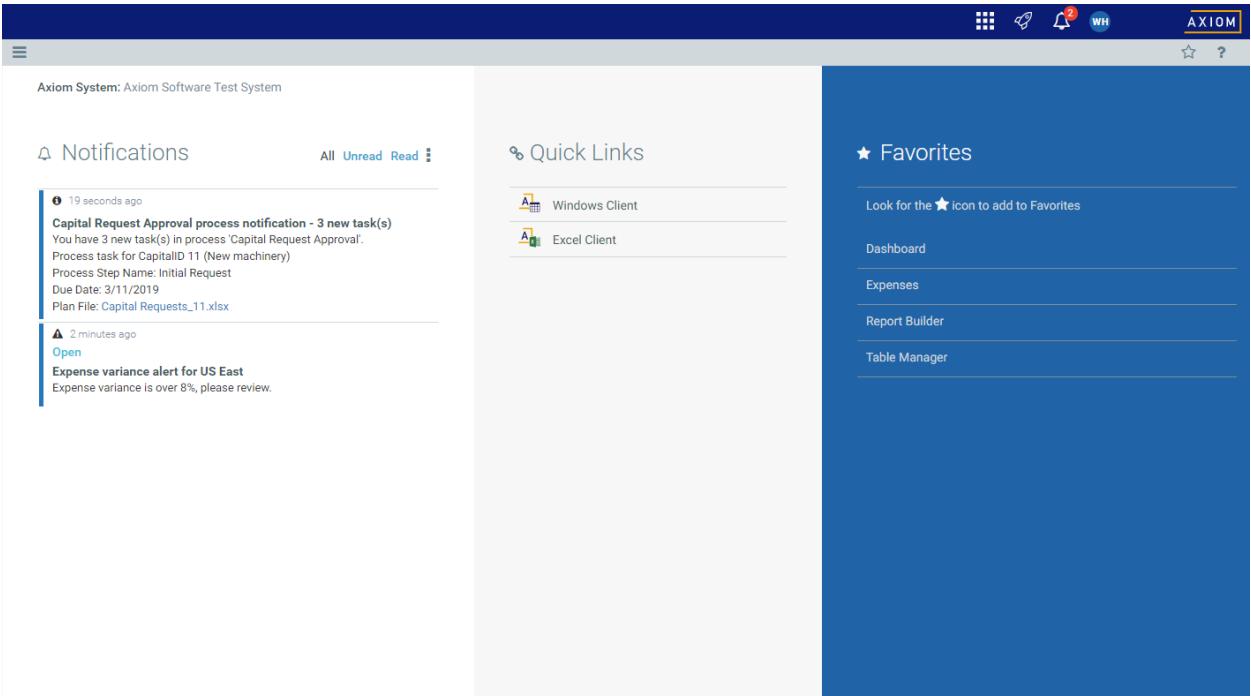 2
WH
AXIOM
?
Axiom System: Axiom Software Test System
Notifications
All Unread Read
19 seconds ago
Capital Request Approval process notification - 3 new task(s)
You have 3 new task(s) in process 'Capital Request Approval'.
Process task for CapitalID 11 (New machinery)
Process Step Name: Initial Request
Due Date: 3/11/2019
Plan File: Capital Requests_11.xlsx
2 minutes ago
Open
Expense variance alert for US East
Expense variance is over 8%, please review.
Quick Links
A Windows Client
A Excel Client
Favorites
Look for the icon to add to Favorites
Dashboard
Expenses
Report Builder
Table Manager